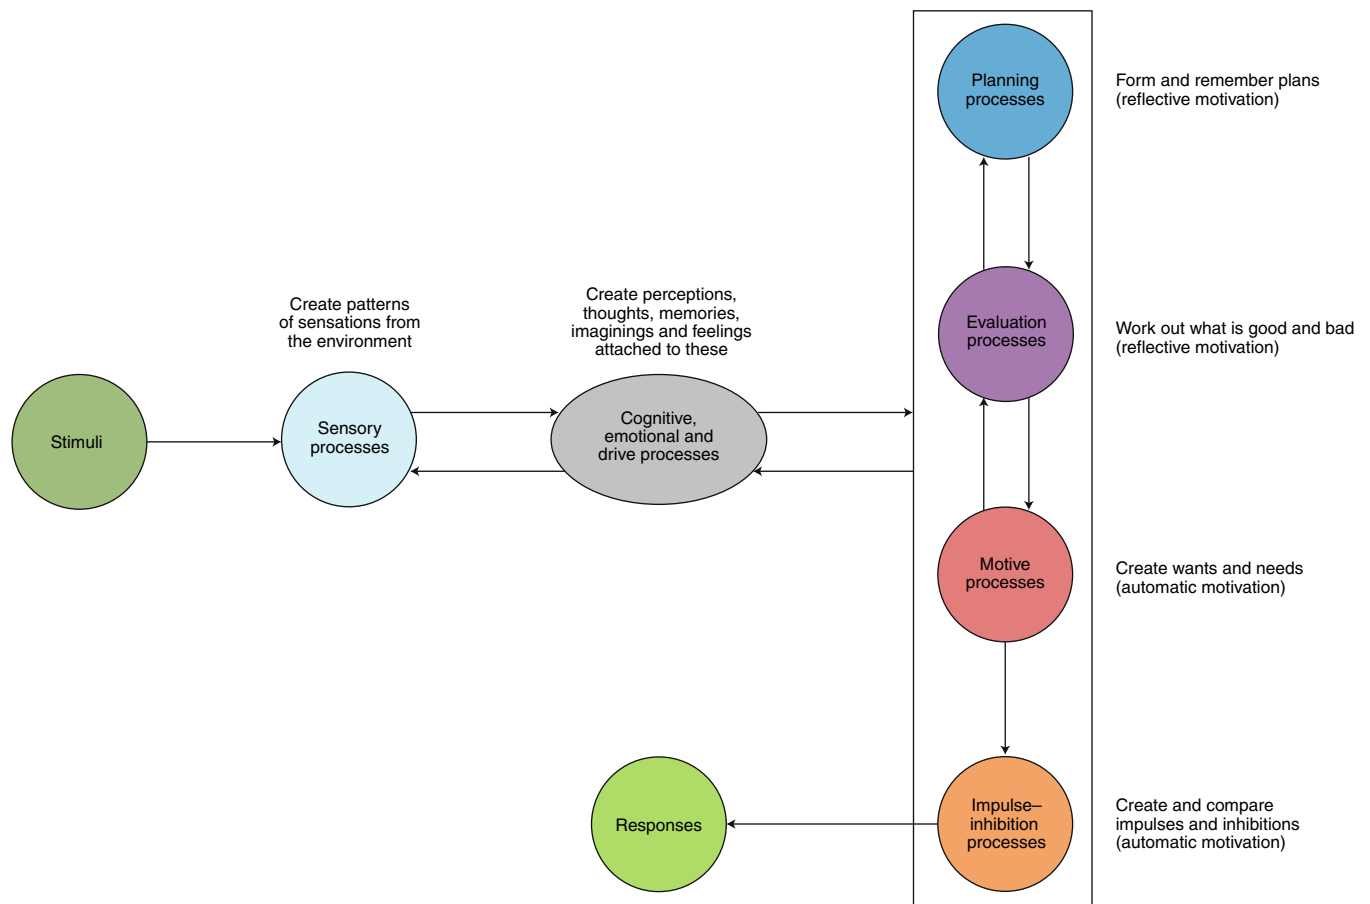 Planning
processes
Form and remember plans
(reflective motivation)
Create patterns
of sensations from
the environment
Create perceptions,
thoughts, memories,
imaginings and feelings
attached to these
Evaluation
processes
Work out what is good and bad
(reflective motivation)
Stimuli
Sensory
processes
Cognitive,
emotional and
drive processes
Motive
processes
Create wants and needs
(automatic motivation)
Responses
Impulse–
inhibition
processes
Create and compare
impulses and inhibitions
(automatic motivation)